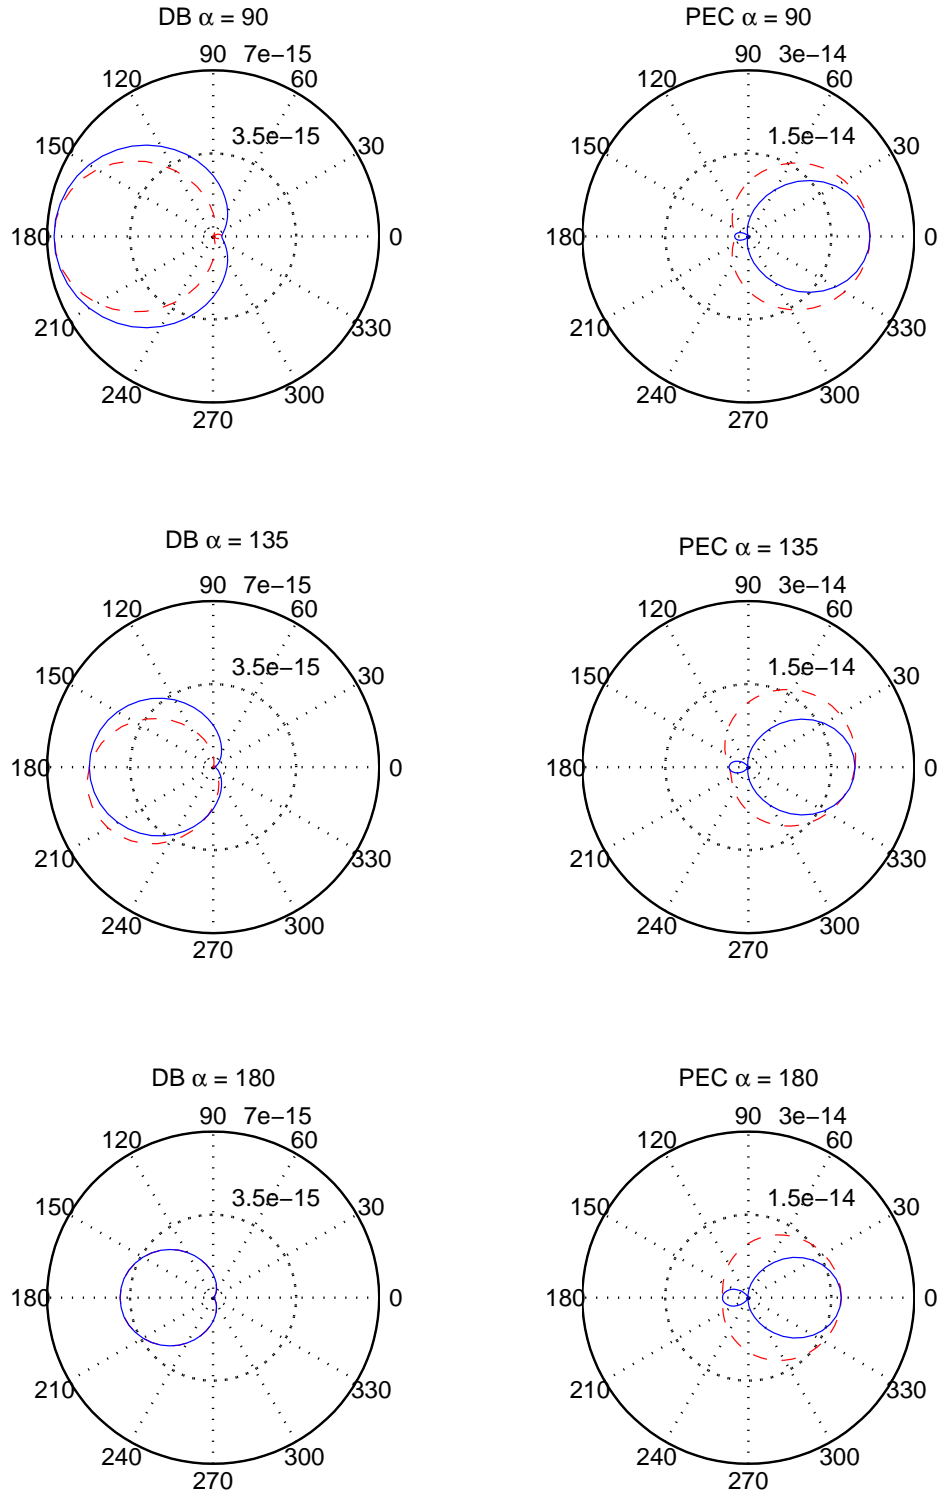 DB α = 90
90 7e−15
120 60
3.5e−15
150 30
180 0
210 330
240 300
270
PEC α = 90
90 3e−14
120 60
1.5e−14
150 30
180 0
210 330
240 300
270
DB α = 135
90 7e−15
120 60
3.5e−15
150 30
180 0
210 330
240 300
270
PEC α = 135
90 3e−14
120 60
1.5e−14
150 30
180 0
210 330
240 300
270
DB α = 180
90 7e−15
120 60
3.5e−15
150 30
180 0
210 330
240 300
270
PEC α = 180
90 3e−14
120 60
1.5e−14
150 30
180 0
210 330
240 300
270